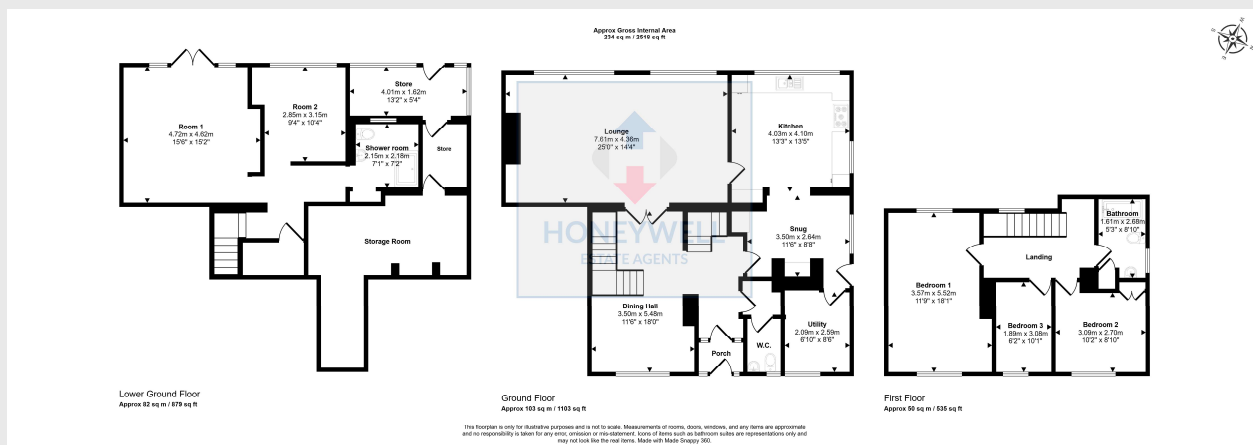 Approx Gross Internal Area
234 sq m / 2519 sq ft
Store
4.01m x 1.62m
13'2" x 5'4"
Room 2
2.85m x 3.15m
9'4" x 10'4"
Room 1
4.72m x 4.62m
15'6" x 15'2"
Shower room
2.15m x 2.18m
7'1" x 7'2"
Store
Storage Room
Lower Ground Floor
Approx 82 sq m / 879 sq ft
Lounge
7.61m x 4.36m
25'0" x 14'4"
Kitchen
4.03m x 4.10m
13'3" x 13'5"
HONEYWELL
ESTATE AGENTS
Snug
3.50m x 2.64m
11'6" x 8'8"
Dining Hall
3.50m x 5.48m
11'6" x 18'0"
Utility
2.09m x 2.59m
6'10" x 8'6"
W.C.
Porch
Ground Floor
Approx 103 sq m / 1103 sq ft
Bathroom
1.61m x 2.68m
5'3" x 8'10"
Landing
Bedroom 1
3.57m x 5.52m
11'9" x 18'1"
Bedroom 3
1.89m x 3.08m
6'2" x 10'1"
Bedroom 2
3.09m x 2.70m
10'2" x 8'10"
First Floor
Approx 50 sq m / 535 sq ft
This floorplan is only for illustrative purposes and is not to scale. Measurements of rooms, doors, windows, and any items are approximate
and no responsibility is taken for any error, omission or mis-statement. Icons of items such as bathroom suites are representations only and
may not look like the real items. Made with Made Snappy 360.